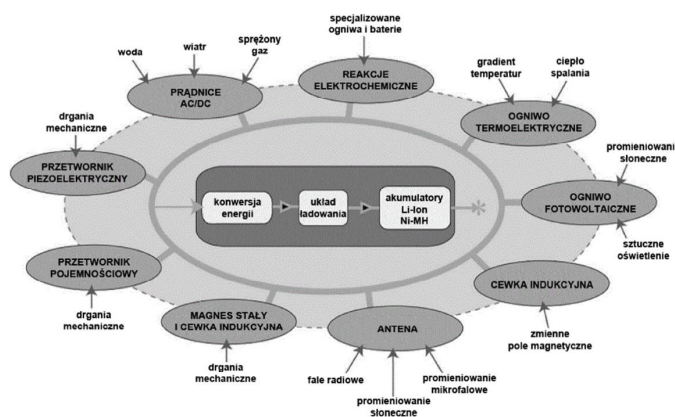 specjalizowane
ogniwa i baterie
woda
wiatr
sprężony
gaz
gradient
temperatur
ciepło
spalania
PRĄDNICE
AC/DC
REAKCJE
ELEKTROCHEMICZNE
OGNIWO
TERMOELEKTRYCZNE
drgania
mechaniczne
promieniowani
słoneczne
PRZETWORNIK
PIEZOELEKTRYCZNY
konwersja
energii
układ
ładowania
akumulatory
Li-Ion
Ni-MH
OGNIWO
FOTOWOLTAICZNE
sztuczne
oświetlenie
PRZETWORNIK
POJEMNOŚCIOWY
CEWKA INDUKCYJNA
drgania
mechaniczne
MAGNES STAŁY
I CEWKA INDUKCYJNA
ANTENA
zmienne
pole magnetyczne
drgania
mechaniczne
fale radiowe
promieniowanie
słoneczne
promieniowanie
mikrofalowe